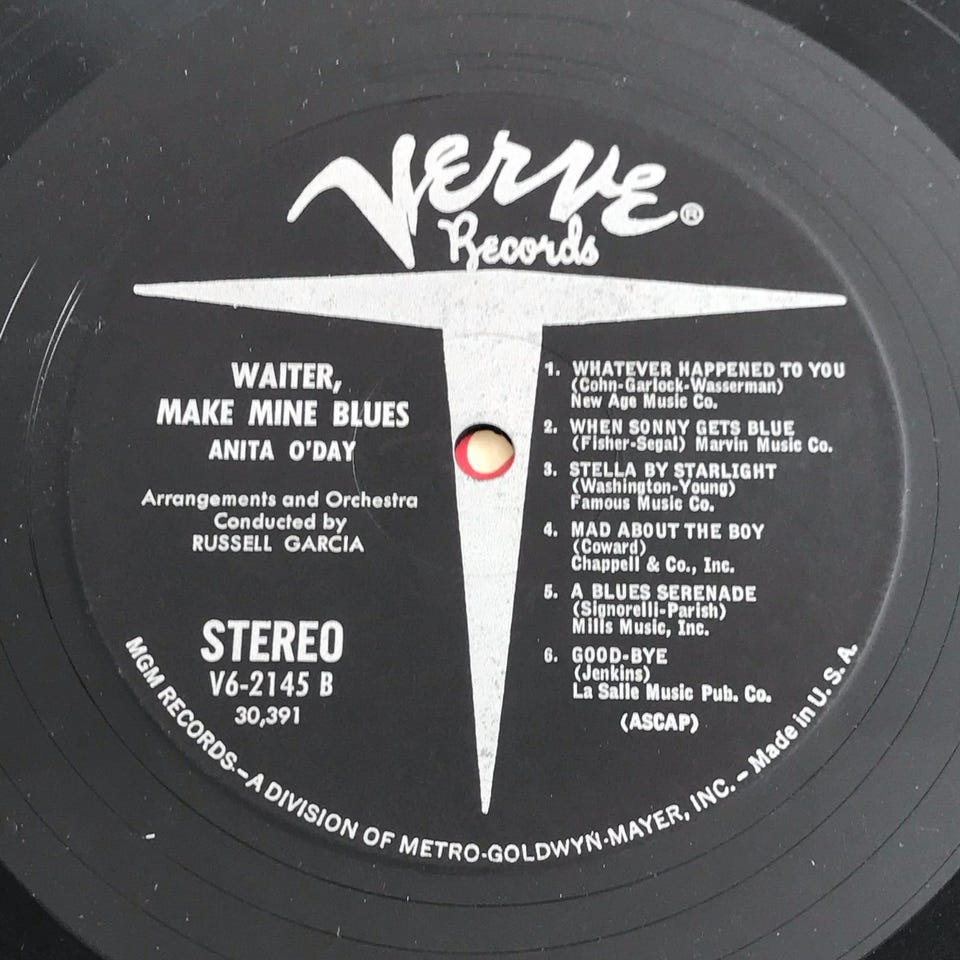 Verve®
Records
WAITER,
MAKE MINE BLUES
ANITA O'DAY
Arrangements and Orchestra
Conducted by
RUSSELL GARCIA
STEREO
V6-2145 B
30,391
1. WHATEVER HAPPENED TO YOU
(Cohn-Garlock-Wasserman)
New Age Music Co.
2. WHEN SONNY GETS BLUE
(Fisher-Segal) Marvin Music Co.
3. STELLA BY STARLIGHT
(Washington-Young)
Famous Music Co.
4. MAD ABOUT THE BOY
(Coward)
Chappell & Co., Inc.
5. A BLUES SERENADE
(Signorelli-Parish)
Mills Music, Inc.
6. GOOD-BYE
(Jenkins)
La Salle Music Pub. Co.
(ASCAP)
MGM RECORDS-A DIVISION OF METRO-GOLDWYN-MAYER, INC. - Made in U. S. A.